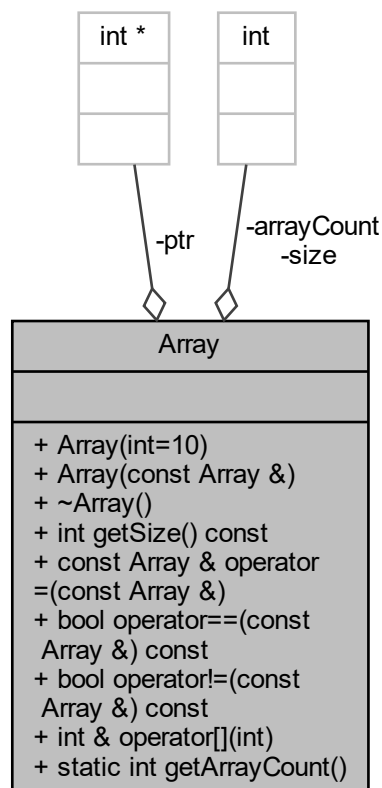 int *
int
-ptr
-arrayCount
-size
Array
+ Array(int=10)
+ Array(const Array &)
+ ~Array()
+ int getSize() const
+ const Array & operator
=(const Array &)
+ bool operator==(const
Array &) const
+ bool operator!=(const
Array &) const
+ int & operator[](int)
+ static int getArrayCount()